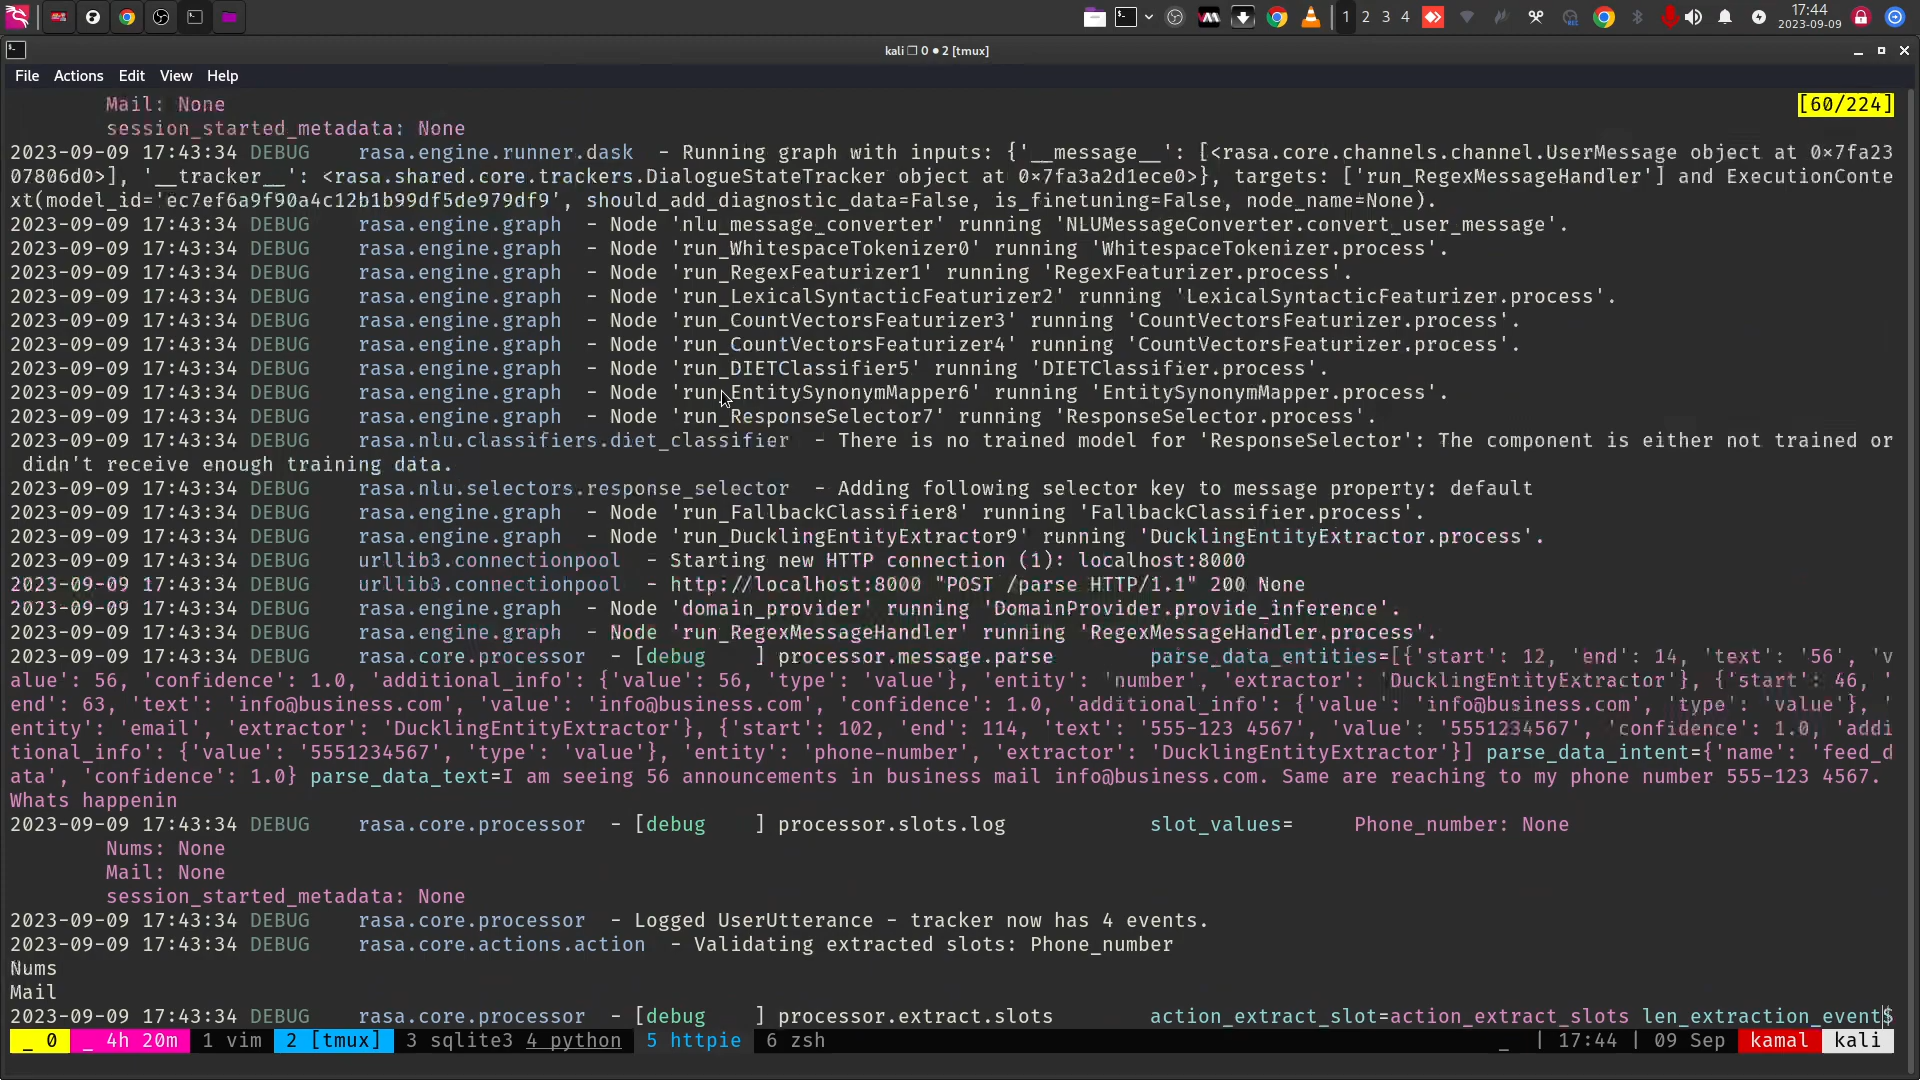 1 2 3 4
17:44
2023-09-09
kali ❐ 0 ● 2 [tmux]
File Actions Edit View Help
Mail: None [60/224]
session_started_metadata: None
2023-09-09 17:43:34 DEBUG rasa.engine.runner.dask - Running graph with inputs: {'__message__': [<rasa.core.channels.channel.UserMessage object at 0×7fa23
07806d0>], '__tracker__': <rasa.shared.core.trackers.DialogueStateTracker object at 0×7fa3a2d1ece0>}, targets: ['run_RegexMessageHandler'] and ExecutionConte
xt(model_id='ec7ef6a9f90a4c12b1b99df5de979df9', should_add_diagnostic_data=False, is_finetuning=False, node_name=None).
2023-09-09 17:43:34 DEBUG rasa.engine.graph - Node 'nlu_message_converter' running 'NLUMessageConverter.convert_user_message'.
2023-09-09 17:43:34 DEBUG rasa.engine.graph - Node 'run_WhitespaceTokenizer0' running 'WhitespaceTokenizer.process'.
2023-09-09 17:43:34 DEBUG rasa.engine.graph - Node 'run_RegexFeaturizer1' running 'RegexFeaturizer.process'.
2023-09-09 17:43:34 DEBUG rasa.engine.graph - Node 'run_LexicalSyntacticFeaturizer2' running 'LexicalSyntacticFeaturizer.process'.
2023-09-09 17:43:34 DEBUG rasa.engine.graph - Node 'run_CountVectorsFeaturizer3' running 'CountVectorsFeaturizer.process'.
2023-09-09 17:43:34 DEBUG rasa.engine.graph - Node 'run_CountVectorsFeaturizer4' running 'CountVectorsFeaturizer.process'.
2023-09-09 17:43:34 DEBUG rasa.engine.graph - Node 'run_DIETClassifier5' running 'DIETClassifier.process'.
2023-09-09 17:43:34 DEBUG rasa.engine.graph - Node 'run_EntitySynonymMapper6' running 'EntitySynonymMapper.process'.
2023-09-09 17:43:34 DEBUG rasa.engine.graph - Node 'run_ResponseSelector7' running 'ResponseSelector.process'.
2023-09-09 17:43:34 DEBUG rasa.nlu.classifiers.diet_classifier - There is no trained model for 'ResponseSelector': The component is either not trained or
didn't receive enough training data.
2023-09-09 17:43:34 DEBUG rasa.nlu.selectors.response_selector - Adding following selector key to message property: default
2023-09-09 17:43:34 DEBUG rasa.engine.graph - Node 'run_FallbackClassifier8' running 'FallbackClassifier.process'.
2023-09-09 17:43:34 DEBUG rasa.engine.graph - Node 'run_DucklingEntityExtractor9' running 'DucklingEntityExtractor.process'.
2023-09-09 17:43:34 DEBUG urllib3.connectionpool - Starting new HTTP connection (1): localhost:8000
2023-09-09 17:43:34 DEBUG urllib3.connectionpool - http://localhost:8000 "POST /parse HTTP/1.1" 200 None
2023-09-09 17:43:34 DEBUG rasa.engine.graph - Node 'domain_provider' running 'DomainProvider.provide_inference'.
2023-09-09 17:43:34 DEBUG rasa.engine.graph - Node 'run_RegexMessageHandler' running 'RegexMessageHandler.process'.
2023-09-09 17:43:34 DEBUG rasa.core.processor - [debug ] processor.message.parse parse_data_entities=[{'start': 12, 'end': 14, 'text': '56', 'v
alue': 56, 'confidence': 1.0, 'additional_info': {'value': 56, 'type': 'value'}, 'entity': 'number', 'extractor': 'DucklingEntityExtractor'}, {'start': 46, '
end': 63, 'text': 'info@business.com', 'value': 'info@business.com', 'confidence': 1.0, 'additional_info': {'value': 'info@business.com', 'type': 'value'}, '
entity': 'email', 'extractor': 'DucklingEntityExtractor'}, {'start': 102, 'end': 114, 'text': '555-123 4567', 'value': '5551234567', 'confidence': 1.0, 'addi
tional_info': {'value': '5551234567', 'type': 'value'}, 'entity': 'phone-number', 'extractor': 'DucklingEntityExtractor'}] parse_data_intent={'name': 'feed_d
ata', 'confidence': 1.0} parse_data_text=I am seeing 56 announcements in business mail info@business.com. Same are reaching to my phone number 555-123 4567.
Whats happenin
2023-09-09 17:43:34 DEBUG rasa.core.processor - [debug ] processor.slots.log slot_values= Phone_number: None
Nums: None
Mail: None
session_started_metadata: None
2023-09-09 17:43:34 DEBUG rasa.core.processor - Logged UserUtterance - tracker now has 4 events.
2023-09-09 17:43:34 DEBUG rasa.core.actions.action - Validating extracted slots: Phone_number
Nums
Mail
2023-09-09 17:43:34 DEBUG rasa.core.processor - [debug ] processor.extract.slots action_extract_slot=action_extract_slots len_extraction_event$
_ 0 _ 4h 20m 1 vim 2 [tmux] 3 sqlite3 4 python 5 httpie 6 zsh _ | 17:44 | 09 Sep kamal kali